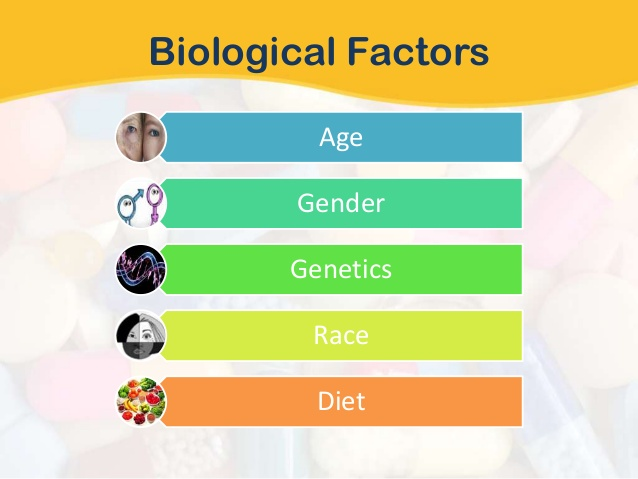 Biological Factors
Age
Gender
Genetics
Race
Diet